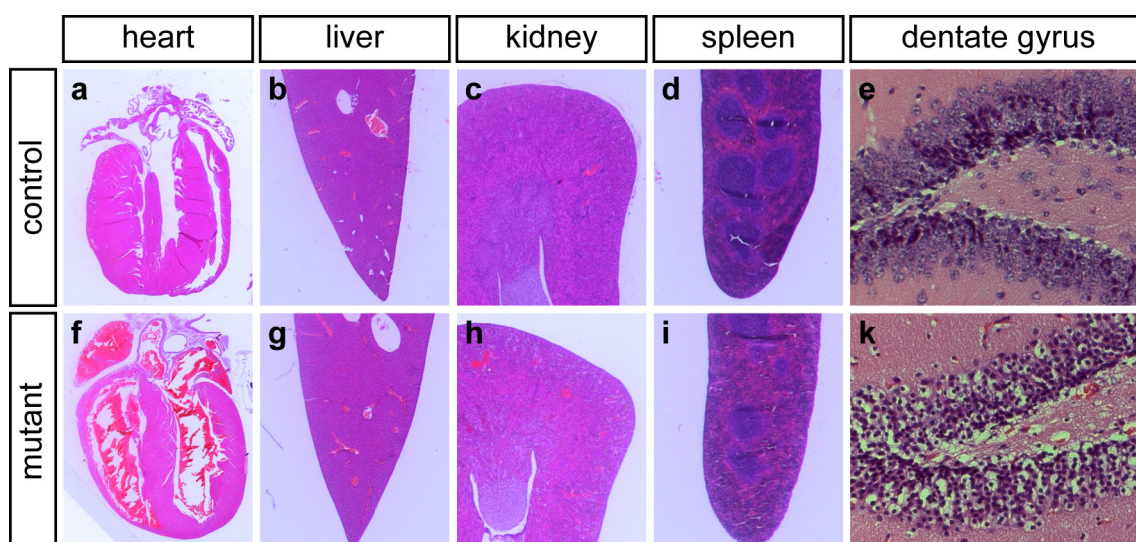 heart liver kidney spleen dentate gyrus
control
a b c d e
mutant
f g h i k